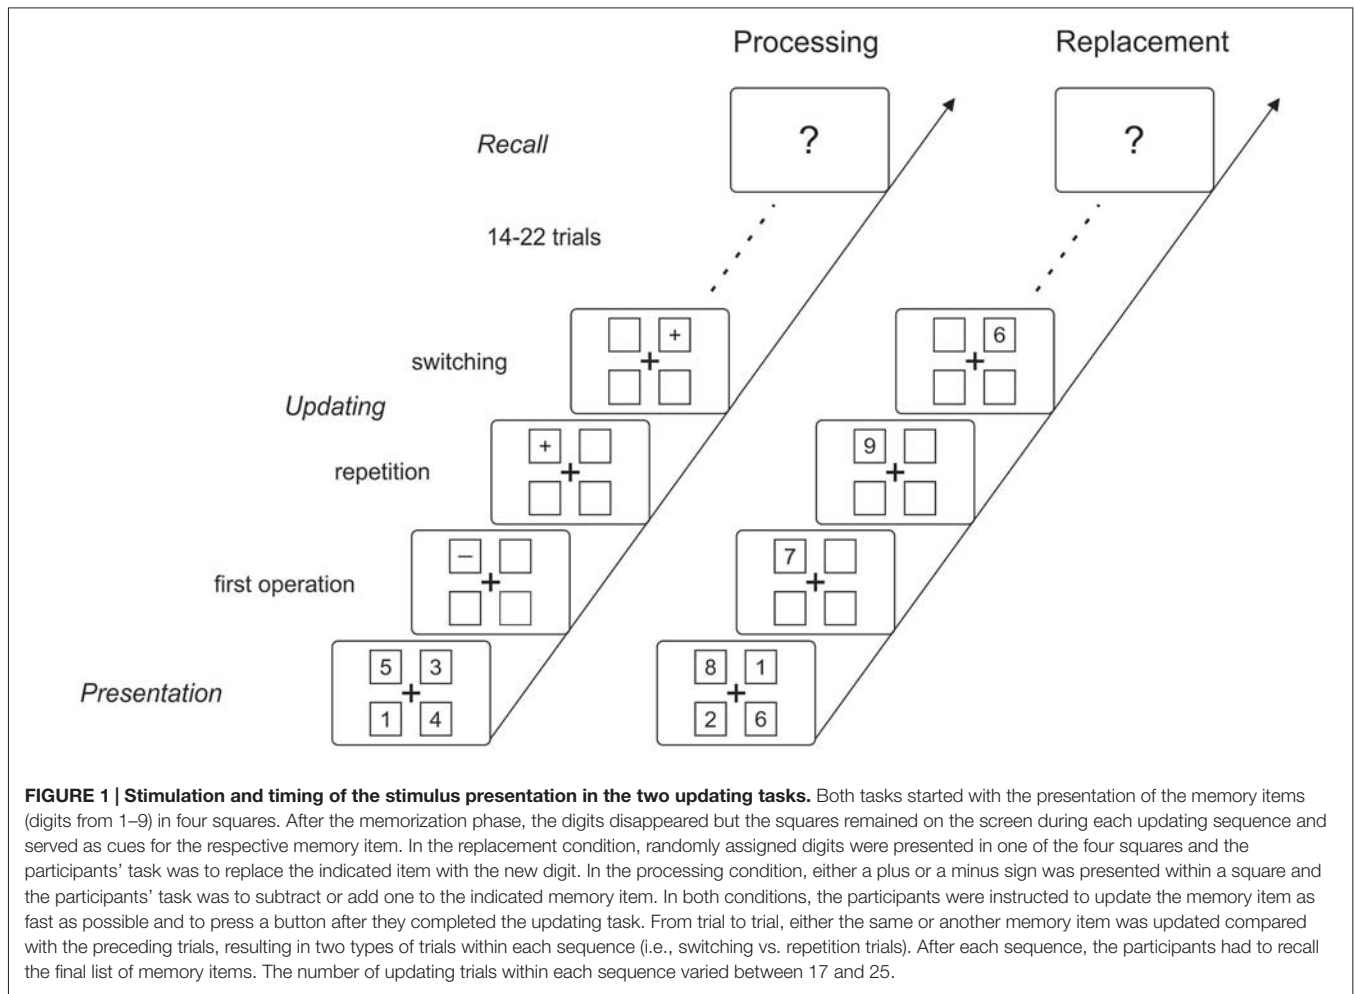 Processing Replacement
Recall ? ?
14-22 trials
switching + + 6 +
Updating
repetition + + 9 +
first operation – + 7 +
Presentation 5 3 + 1 4 8 1 + 2 6
FIGURE 1 | Stimulation and timing of the stimulus presentation in the two updating tasks. Both tasks started with the presentation of the memory items
(digits from 1–9) in four squares. After the memorization phase, the digits disappeared but the squares remained on the screen during each updating sequence and
served as cues for the respective memory item. In the replacement condition, randomly assigned digits were presented in one of the four squares and the
participants’ task was to replace the indicated item with the new digit. In the processing condition, either a plus or a minus sign was presented within a square and
the participants’ task was to subtract or add one to the indicated memory item. In both conditions, the participants were instructed to update the memory item as
fast as possible and to press a button after they completed the updating task. From trial to trial, either the same or another memory item was updated compared
with the preceding trials, resulting in two types of trials within each sequence (i.e., switching vs. repetition trials). After each sequence, the participants had to recall
the final list of memory items. The number of updating trials within each sequence varied between 17 and 25.